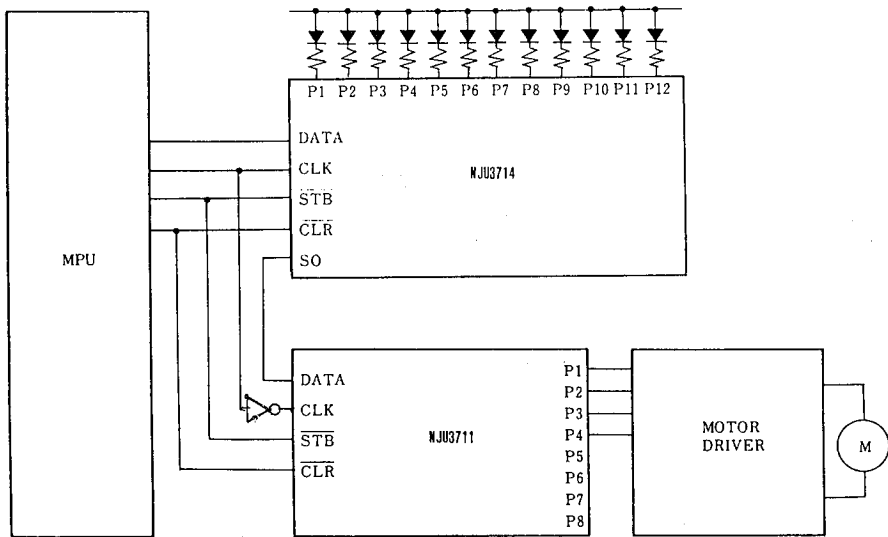 P1 P2 P3 P4 P5 P6 P7 P8 P9 P10 P11 P12
DATA
CLK
STB
CLR
SO
NJU3714
MPU
DATA
CLK
STB
CLR
NJU3711
P1
P2
P3
P4
P5
P6
P7
P8
MOTOR
DRIVER
M